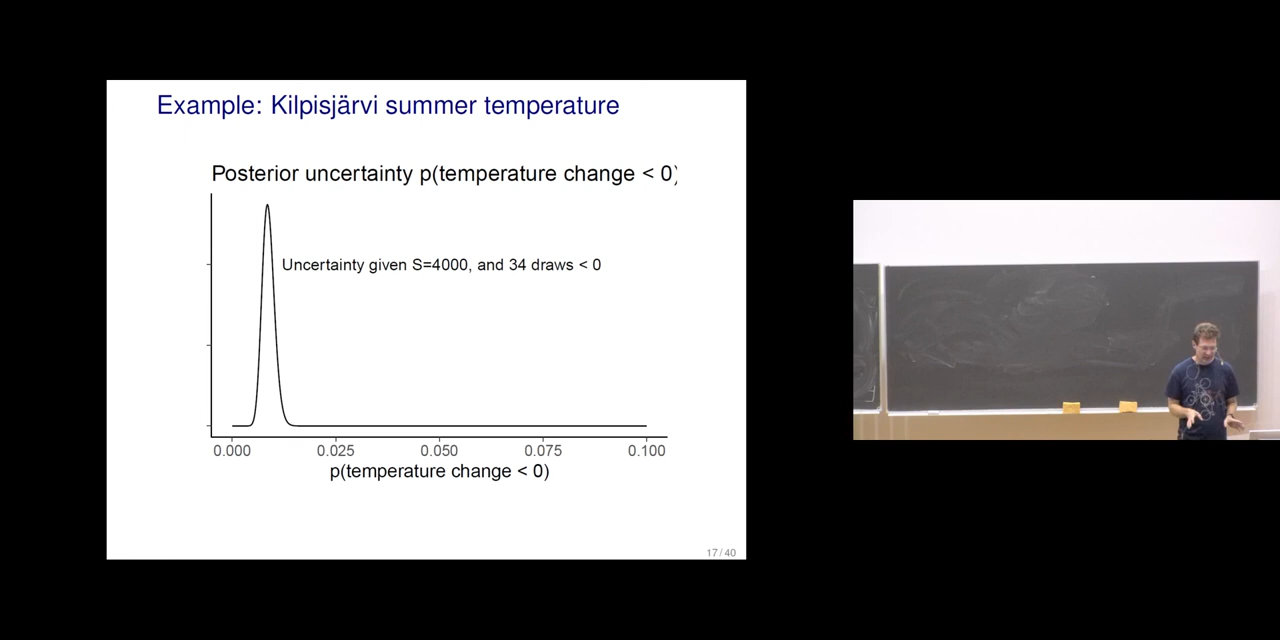 Example: Kilpisjärvi summer temperature
Posterior uncertainty p(temperature change < 0)
Uncertainty given S=4000, and 34 draws < 0
0.000 0.025 0.050 0.075 0.100
p(temperature change < 0)
17 / 40